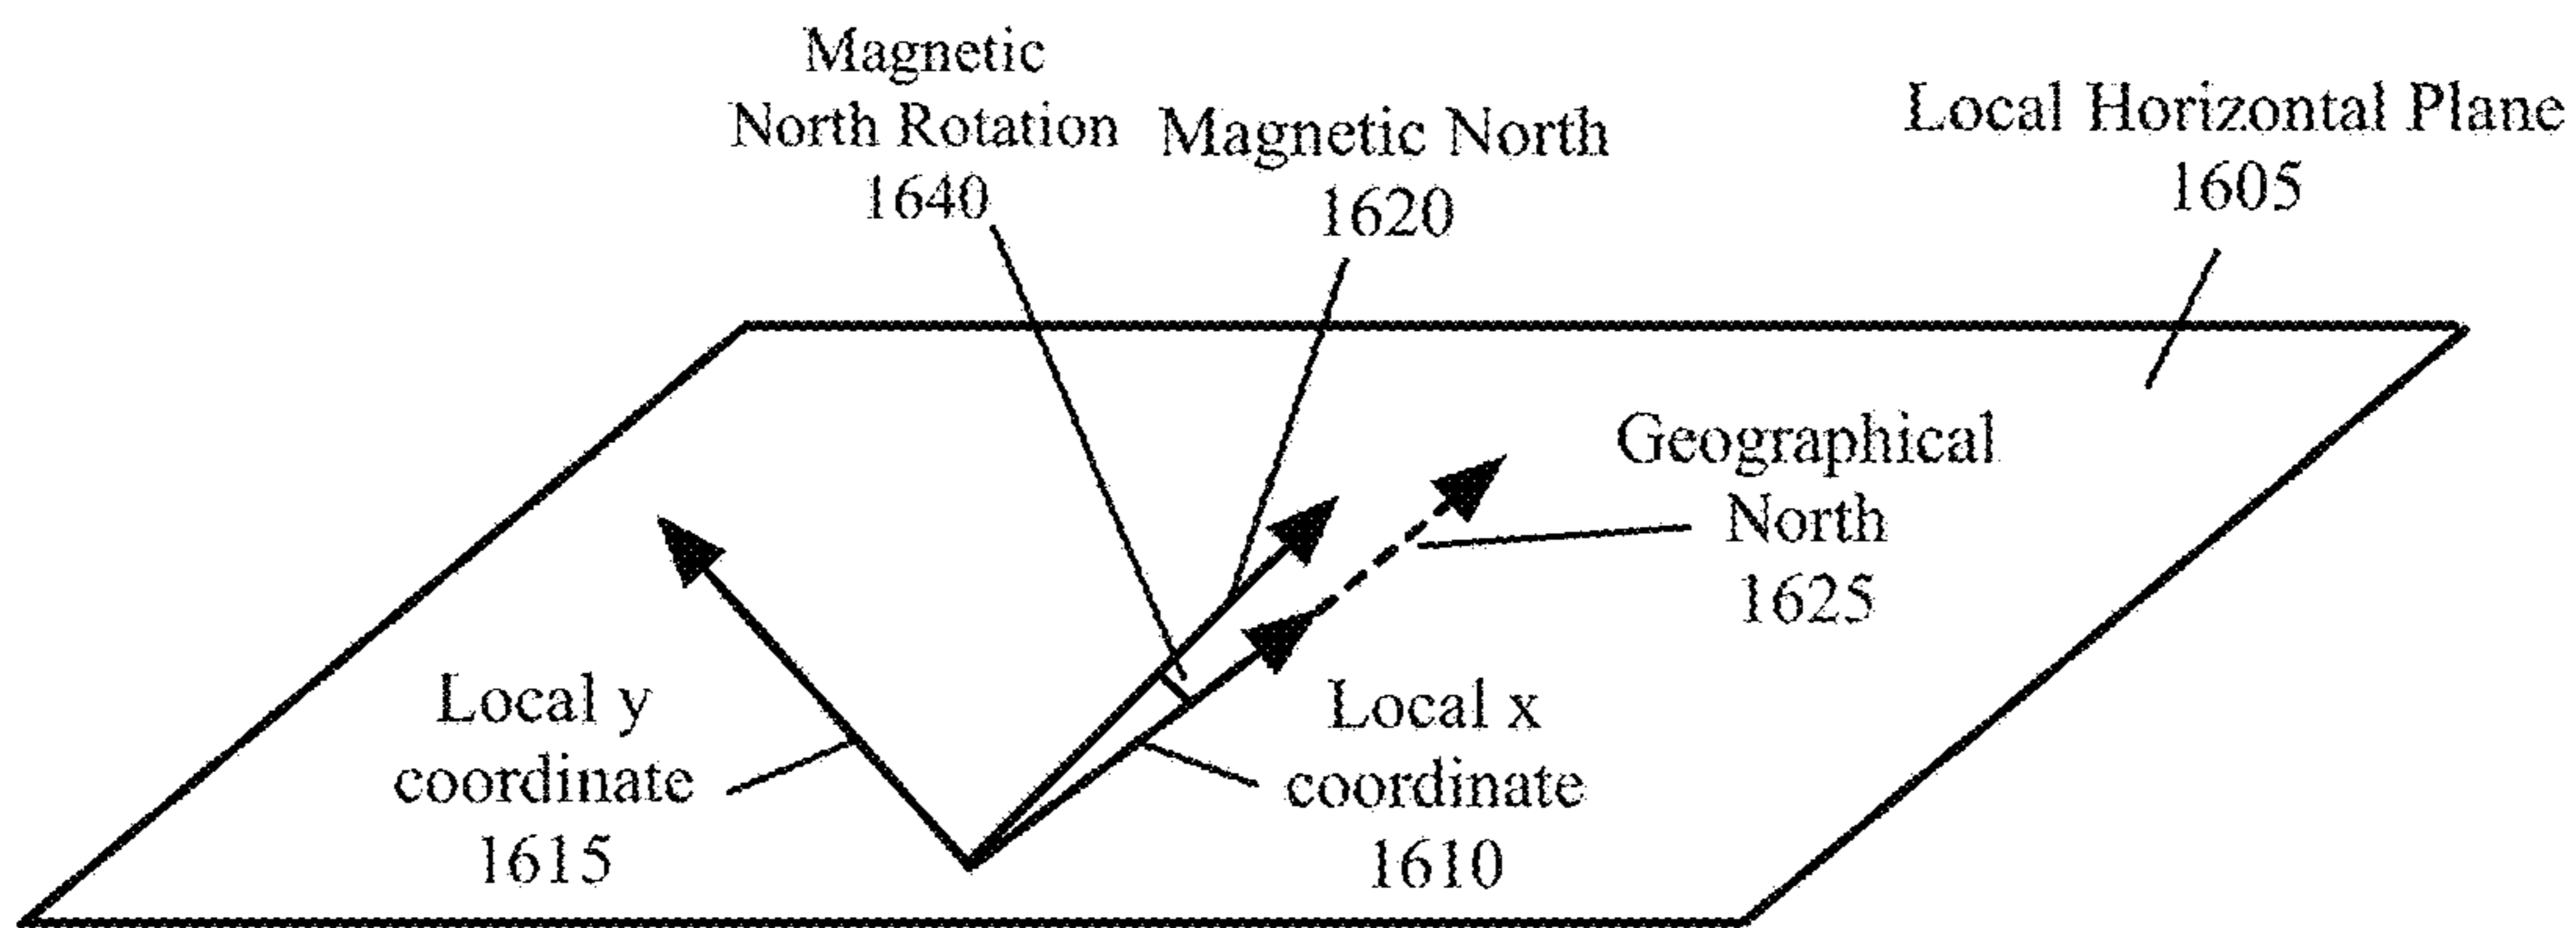 Magnetic
North Rotation
1640
Magnetic North
1620
Local Horizontal Plane
1605
Geographical
North
1625
Local y
coordinate
1615
Local x
coordinate
1610